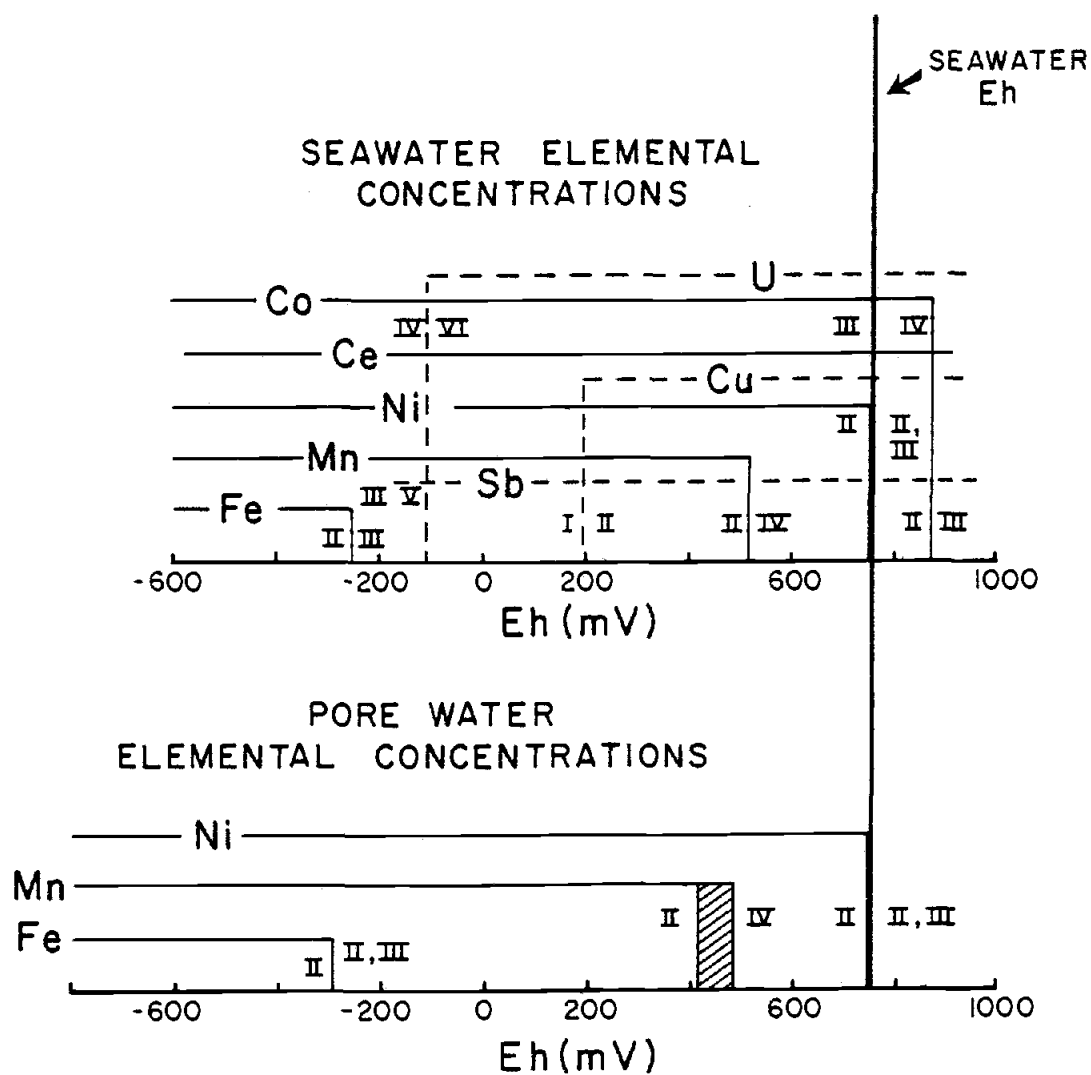 SEAWATER
Eh
SEAWATER ELEMENTAL
CONCENTRATIONS
U
Co
IV VI III IV
Ce
Cu
Ni
II II,
III
Mn
Sb
III V
Fe
I II II IV II III
II III
-600 -200 0 200 600 1000
Eh (mV)
PORE WATER
ELEMENTAL CONCENTRATIONS
Ni
Mn
II IV II II, III
Fe
II II, III
-600 -200 0 200 600 1000
Eh (mV)